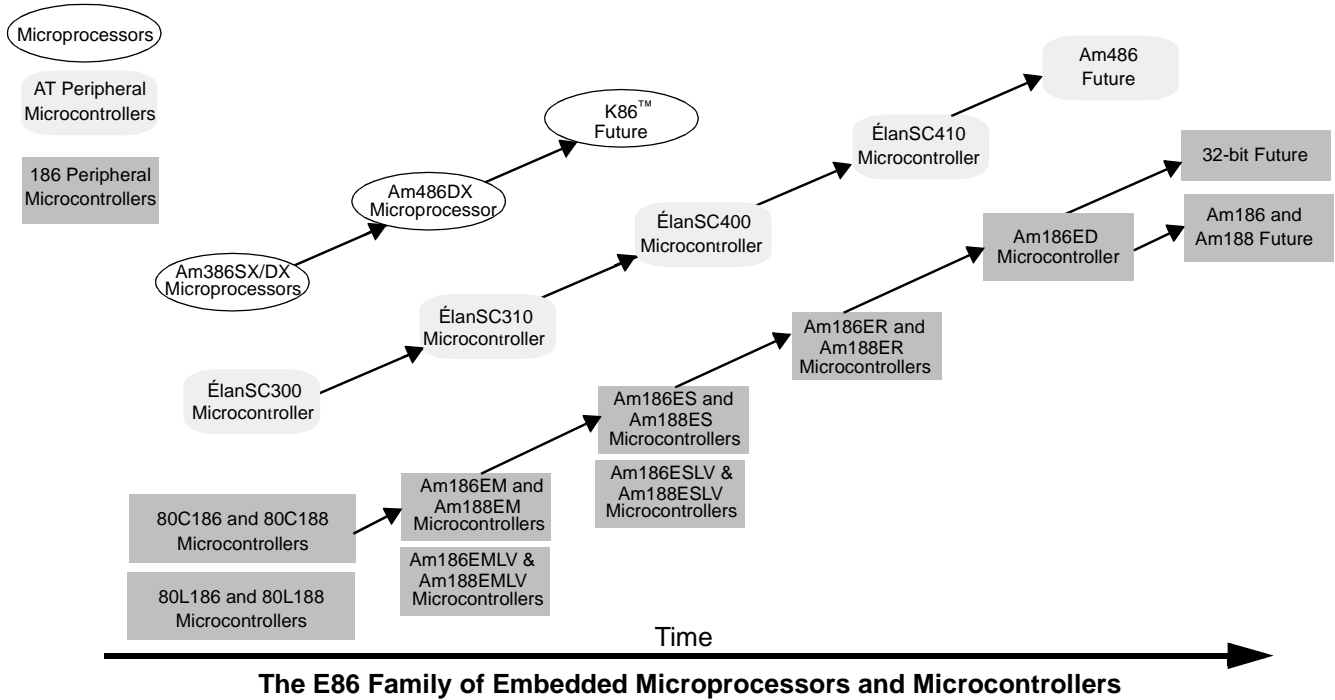 Microprocessors
AT Peripheral
Microcontrollers
186 Peripheral
Microcontrollers
Am386SX/DX
Microprocessors
Am486DX
Microprocessor
K86™
Future
ÉlanSC300
Microcontroller
ÉlanSC310
Microcontroller
ÉlanSC400
Microcontroller
ÉlanSC410
Microcontroller
Am486
Future
80C186 and 80C188
Microcontrollers
80L186 and 80L188
Microcontrollers
Am186EM and
Am188EM
Microcontrollers
Am186EMLV &
Am188EMLV
Microcontrollers
Am186ES and
Am188ES
Microcontrollers
Am186ESLV &
Am188ESLV
Microcontrollers
Am186ER and
Am188ER
Microcontrollers
Am186ED
Microcontroller
32-bit Future
Am186 and
Am188 Future
Time
The E86 Family of Embedded Microprocessors and Microcontrollers